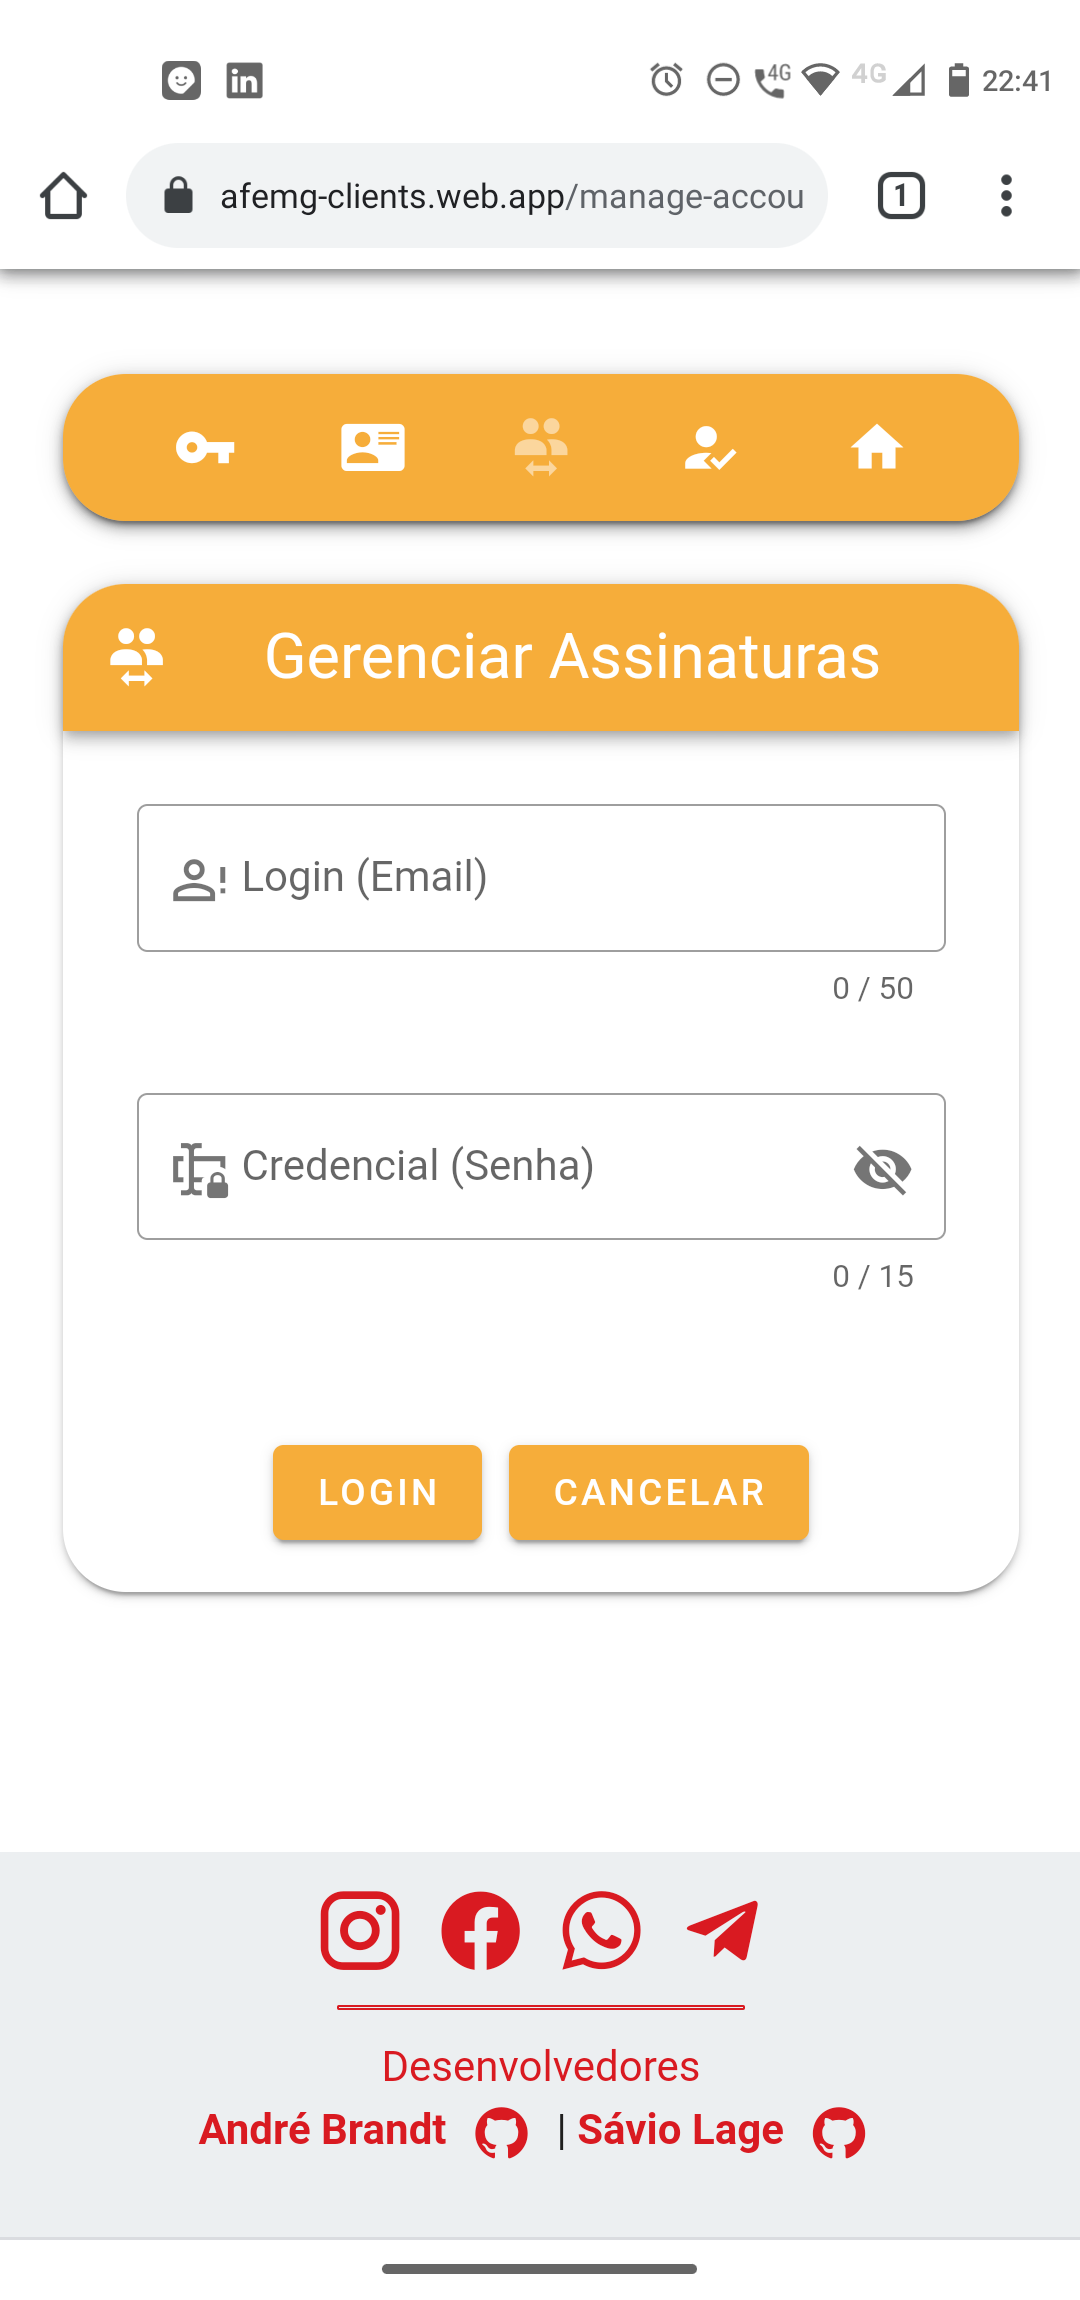 4G 4G 22:41
afemg-clients.web.app/manage-accou 1
Gerenciar Assinaturas
Login (Email)
0 / 50
Credencial (Senha)
0 / 15
LOGIN CANCELAR
Desenvolvedores
André Brandt | Sávio Lage